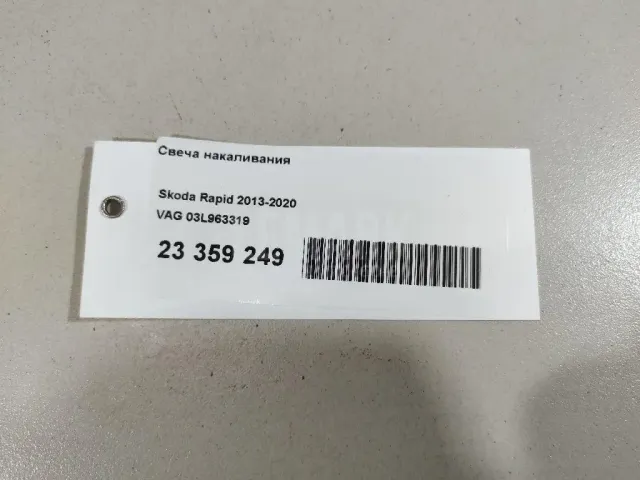 Свеча накаливания
Skoda Rapid 2013-2020
VAG 03L963319
23 359 249